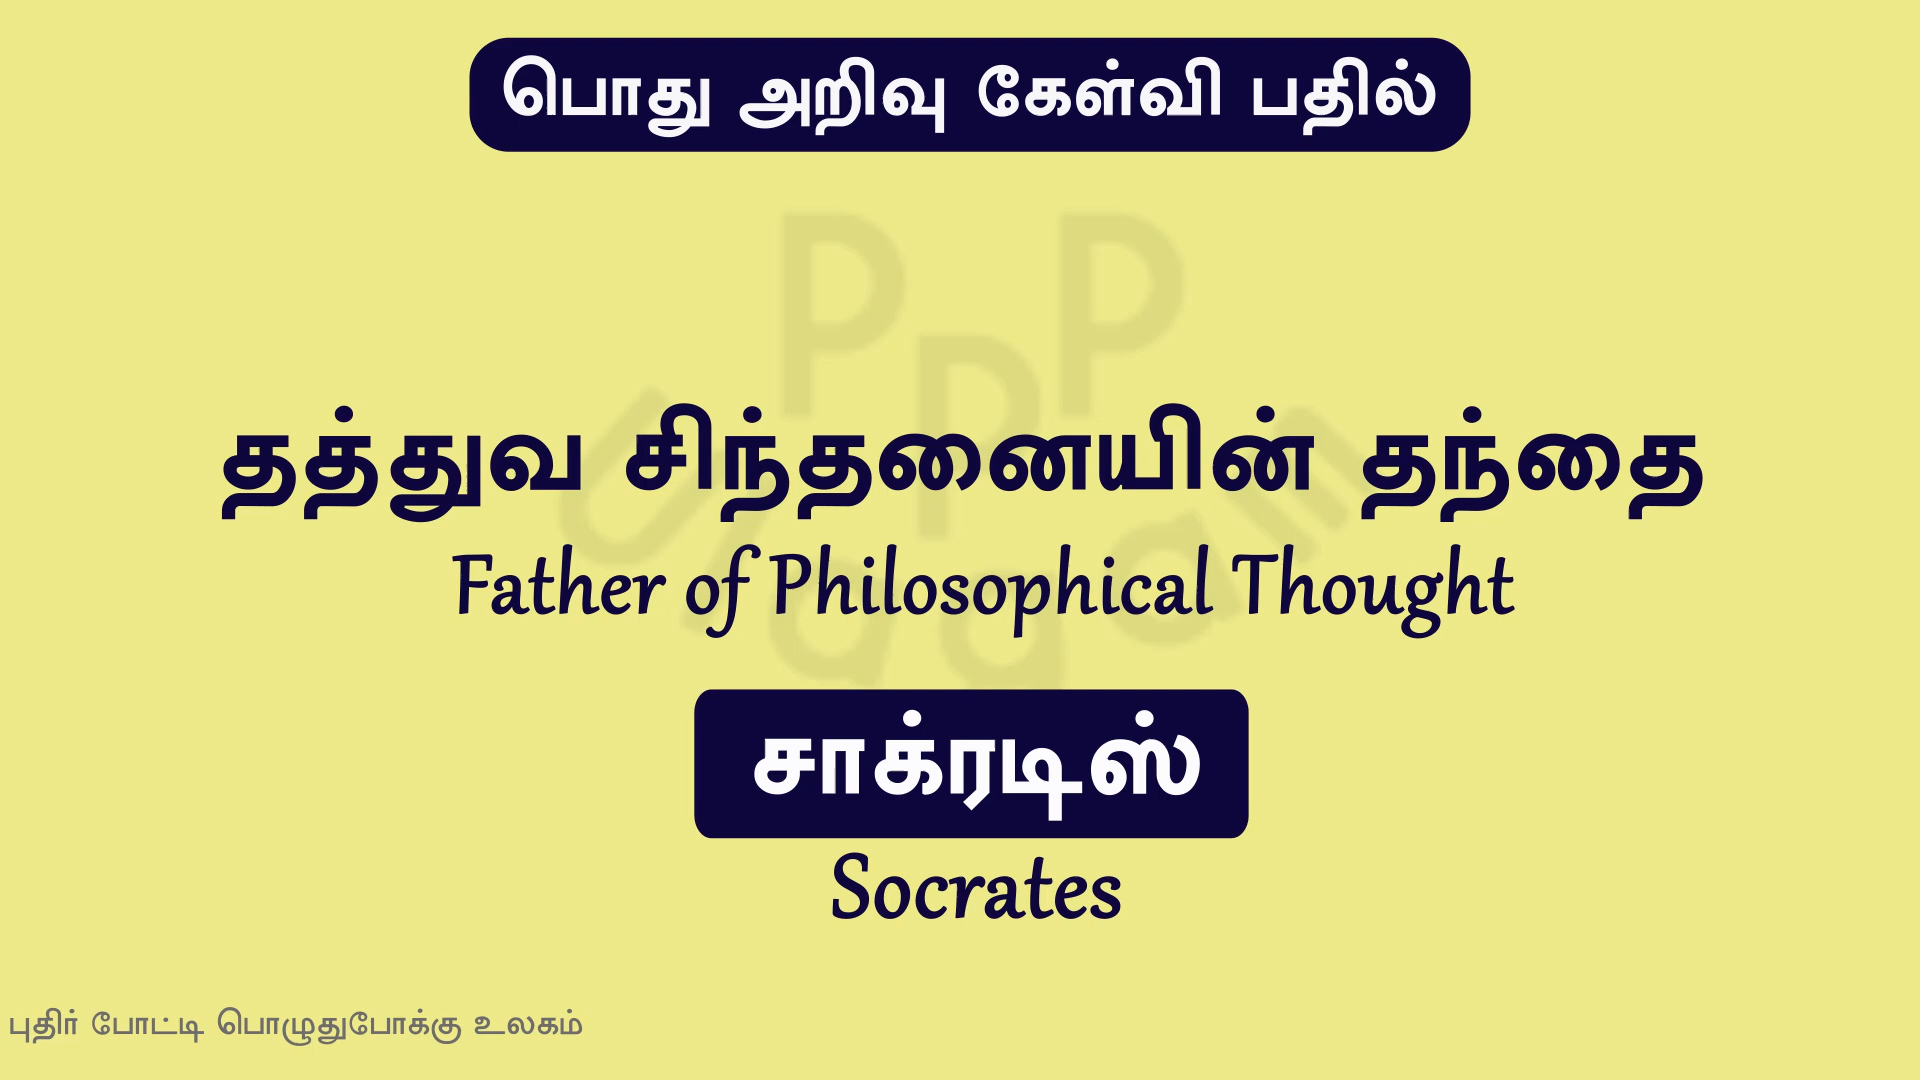 பொது அறிவு கேள்வி பதில்
தத்துவ சிந்தனையின் தந்தை
Father of Philosophical Thought
சாக்ரடிஸ்
Socrates
புதிர் போட்டி பொழுதுபோக்கு உலகம்